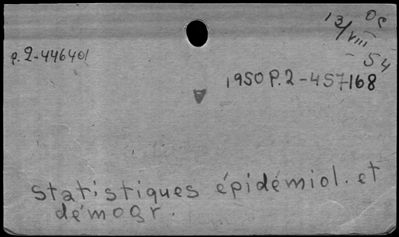 13/VIII-54
p.2-446401
1950 p.2-457168
statistiques épidémiol. et
démogr.